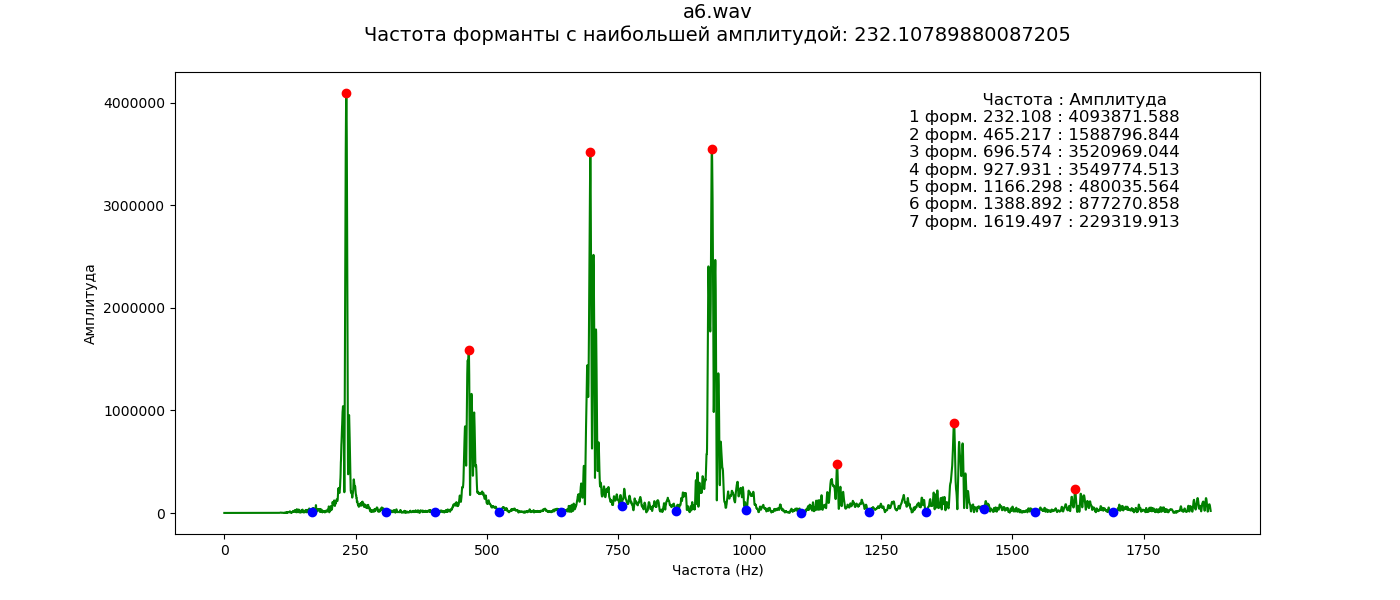 a6.wav
Частота форманты с наибольшей амплитудой: 232.10789880087205
Частота : Амплитуда
1 форм. 232.108 : 4093871.588
2 форм. 465.217 : 1588796.844
3 форм. 696.574 : 3520969.044
4 форм. 927.931 : 3549774.513
5 форм. 1166.298 : 480035.564
6 форм. 1388.892 : 877270.858
7 форм. 1619.497 : 229319.913
Амплитуда
4000000
3000000
2000000
1000000
0
0 250 500 750 1000 1250 1500 1750
Частота (Hz)